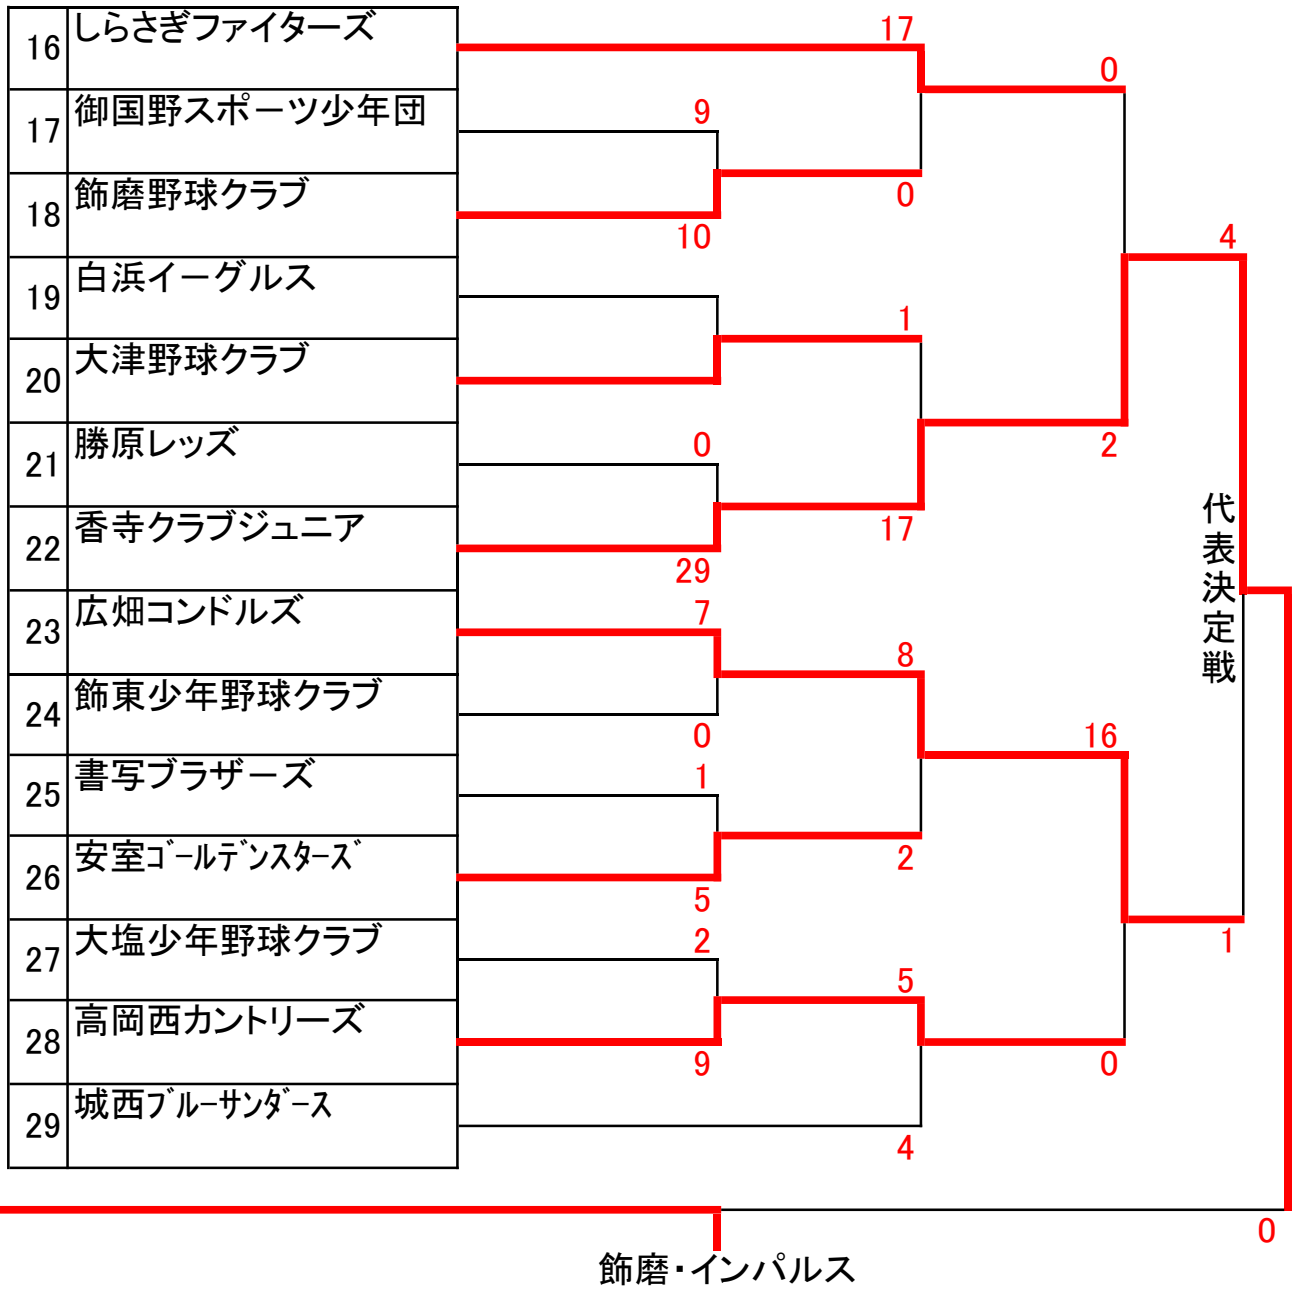 16 しらさぎファイターズ
17 御国野スポーツ少年団
18 飾磨野球クラブ
19 白浜イーグルス
20 大津野球クラブ
21 勝原レッズ
22 香寺クラブジュニア
23 広畑コンドルズ
24 飾東少年野球クラブ
25 書写ブラザーズ
26 安室ｺﾞｰﾙﾃﾞﾝｽﾀｰｽﾞ
27 大塩少年野球クラブ
28 高岡西カントリーズ
29 城西ﾌﾞﾙｰｻﾝﾀﾞｰｽ
9
10
0
29
7
0
1
5
2
9
17
0
1
17
8
2
5
4
0
2
16
0
4
1
代表決定戦
0
飾磨・インパルス